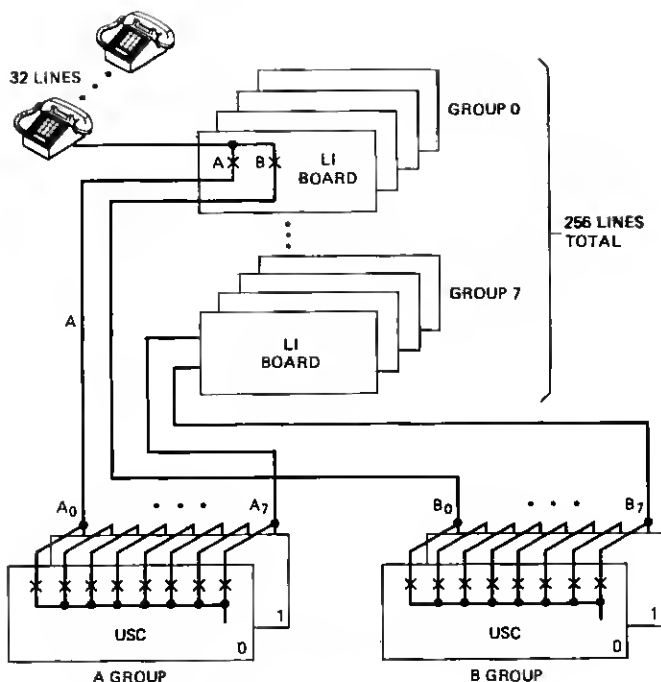 32 LINES
GROUP 0
A
B
LI
BOARD
256 LINES
TOTAL
GROUP 7
A
LI
BOARD
A0
A7
B0
B7
1
1
USC
0
USC
0
A GROUP
B GROUP